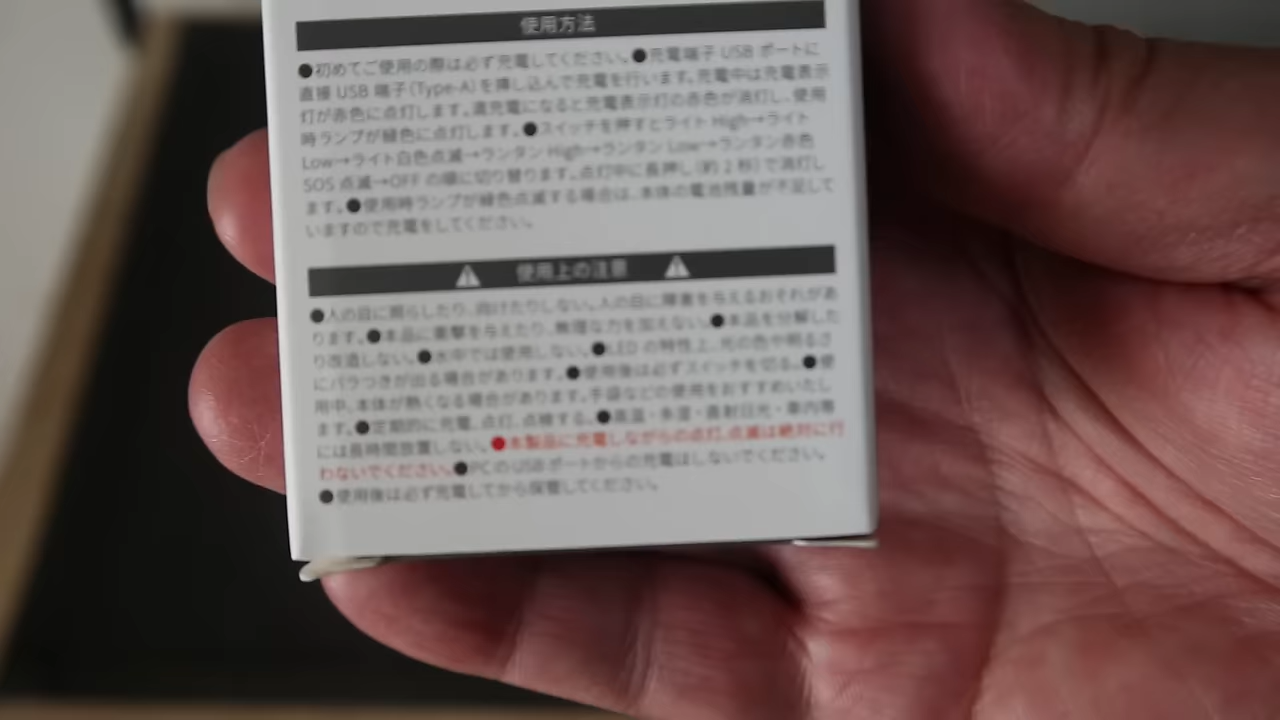 使用方法
●初めてご使用の際は必ず充電してください。●充電端子 USB ポートに
直接 USB 端子(Type-A)を挿し込んで充電を行います。充電中は充電表示
灯が赤色に点灯します。満充電になると充電表示灯の赤色が消灯し、使用
時ランプが緑色に点灯します。●スイッチを押すとライト High→ライト
Low→ライト白色点滅→ランタン High→ランタン Low→ランタン赤色
SOS 点滅→OFF の順に切り替ります。点灯中に長押し(約 2 秒)で消灯し
ます。●使用時ランプが緑色点滅する場合は、本体の電池残量が不足して
いますので充電をしてください。
使用上の注意
●人の目に照らしたり、向けたりしない。人の目に障害を与えるおそれがあ
ります。●本品に衝撃を与えたり、無理な力を加えない。●本品を分解した
り改造しない。●水中では使用しない。●LED の特性上、光の色や明るさ
にバラつきが出る場合があります。●使用後は必ずスイッチを切る。●使
用中、本体が熱くなる場合があります。手袋などの使用をおすすめいたし
ます。●定期的に充電、点灯、点検する。●高温・多湿・直射日光・車内等
には長時間放置しない。●本製品に充電しながらの点灯、点滅は絶対に行
わないでください。●PCのUSBポートからの充電はしないでください。
●使用後は必ず充電してから保管してください。